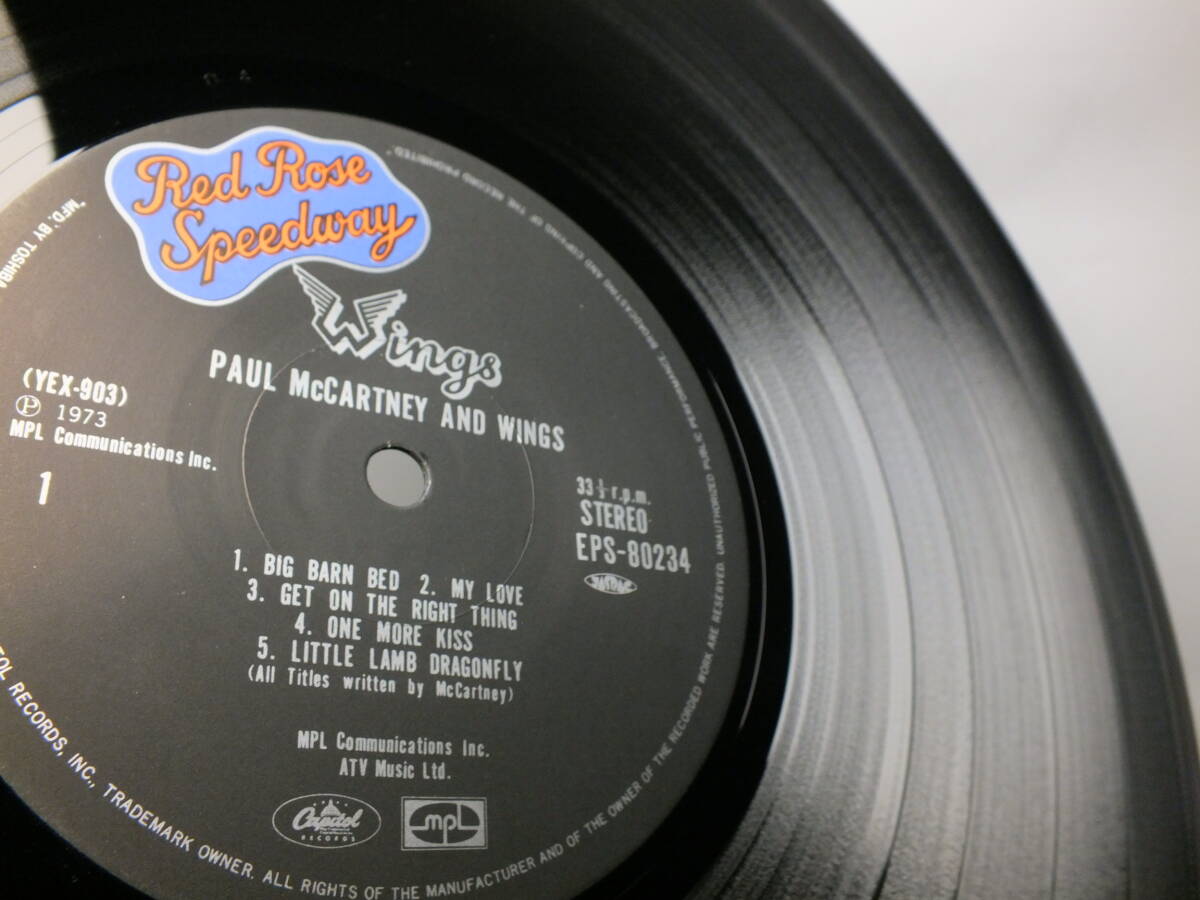 Red Rose
Speedway
Wings
PAUL McCARTNEY AND WINGS
(YEX-903)
Ⓟ 1973
MPL Communications Inc.
1
33 1/3 r.p.m.
STEREO
EPS-80234
1. BIG BARN BED 2. MY LOVE
3. GET ON THE RIGHT THING
4. ONE MORE KISS
5. LITTLE LAMB DRAGONFLY
(All Titles written by McCartney)
MPL Communications Inc.
ATV Music Ltd.
Capitol
RECORDS
MPL
"MFD. BY TOSHIBA
TOL RECORDS, INC., TRADEMARK OWNER. ALL RIGHTS OF THE MANUFACTURER AND OF THE OWNER OF THE RECORDED WORK ARE RESERVED. UNAUTHORIZED PUBLIC PERFORMANCE, BROADCASTING AND COPYING OF THE RECORD PROHIBITED."